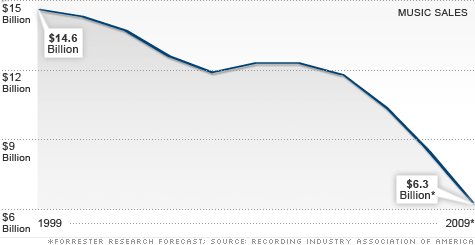 $15
Billion
MUSIC SALES
$14.6
Billion
$12
Billion
$9
Billion
$6.3
Billion*
$6
Billion
1999
2009*
*FORRESTER RESEARCH FORECAST; SOURCE: RECORDING INDUSTRY ASSOCIATION OF AMERICA